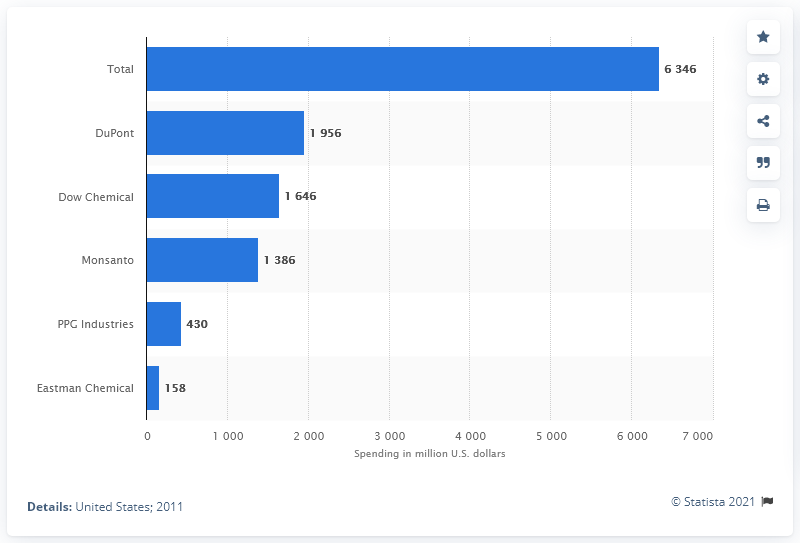 Total 6 346
DuPont 1 956
Dow Chemical 1 646
Monsanto 1 386
PPG Industries 430
Eastman Chemical 158
0 1 000 2 000 3 000 4 000 5 000 6 000 7 000
Spending in million U.S. dollars
Details: United States; 2011
© Statista 2021